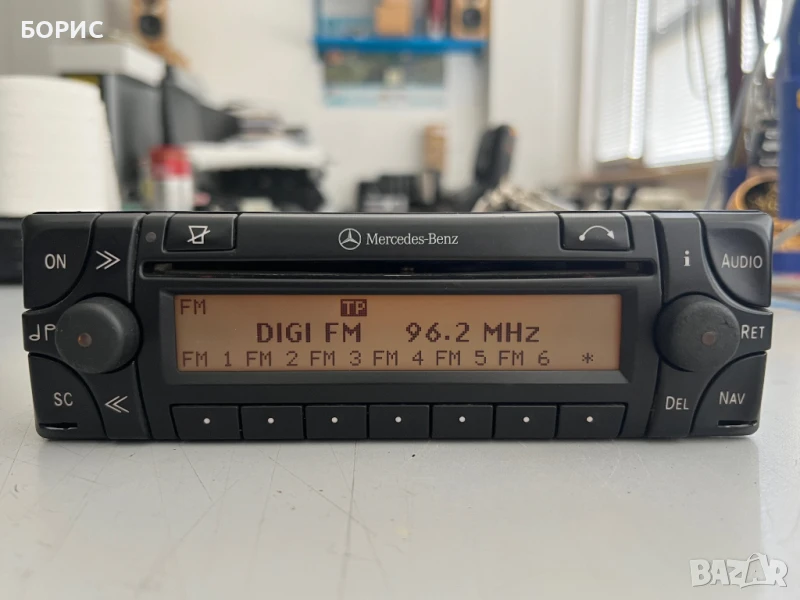 БОРИС
Mercedes-Benz
ON
i
AUDIO
FM TP
DIGI FM 96.2 MHz
FM 1 FM 2 FM 3 FM 4 FM 5 FM 6 *
RET
SC
DEL
NAV
BAZAR